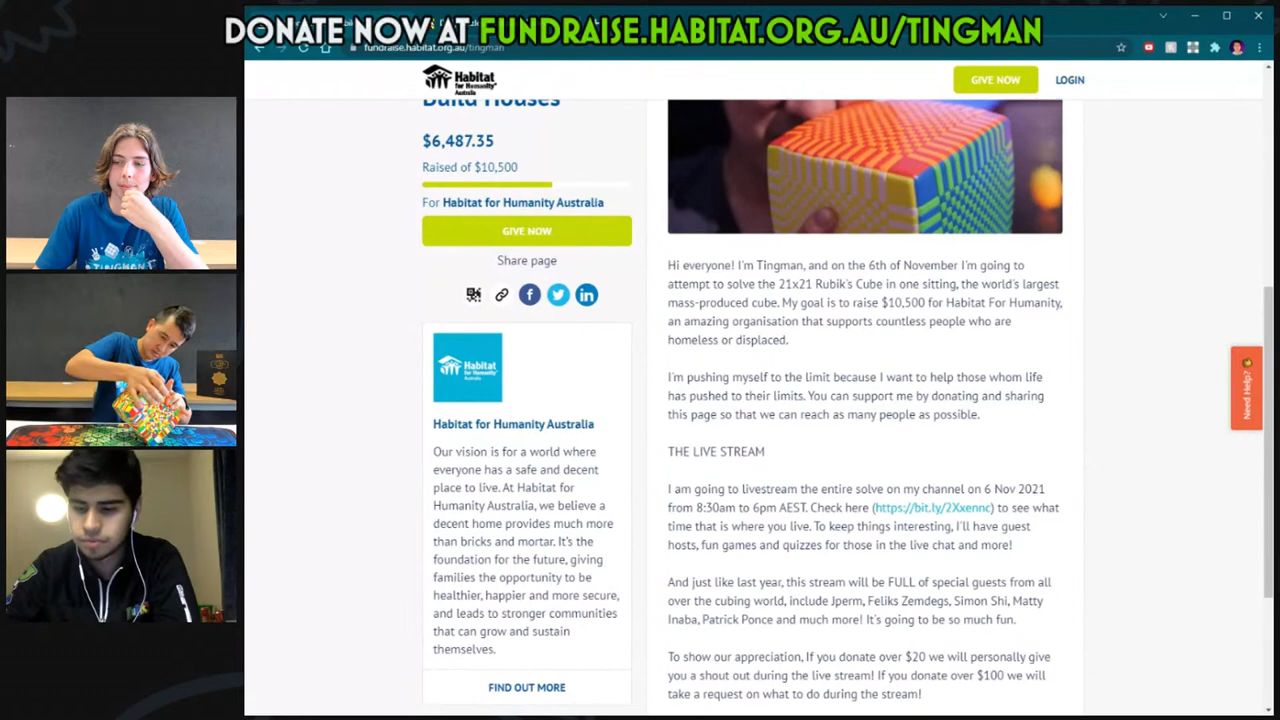 DONATE NOW AT FUNDRAISE.HABITAT.ORG.AU/TINGMAN
fundraise.habitat.org.au/tingman
Habitat
for Humanity
Australia
GIVE NOW
LOGIN
Build Houses
$6,487.35
Raised of $10,500
For Habitat for Humanity Australia
GIVE NOW
Share page
Habitat
for Humanity
Australia
Habitat for Humanity Australia
Our vision is for a world where
everyone has a safe and decent
place to live. At Habitat for
Humanity Australia, we believe a
decent home provides much more
than bricks and mortar. It's the
foundation for the future, giving
families the opportunity to be
healthier, happier and more secure,
and leads to stronger communities
that can grow and sustain
themselves.
FIND OUT MORE
Hi everyone! I'm Tingman, and on the 6th of November I'm going to
attempt to solve the 21x21 Rubik's Cube in one sitting, the world's largest
mass-produced cube. My goal is to raise $10,500 for Habitat For Humanity,
an amazing organisation that supports countless people who are
homeless or displaced.
I'm pushing myself to the limit because I want to help those whom life
has pushed to their limits. You can support me by donating and sharing
this page so that we can reach as many people as possible.
THE LIVE STREAM
I am going to livestream the entire solve on my channel on 6 Nov 2021
from 8:30am to 6pm AEST. Check here (https://bit.ly/2Xxennc) to see what
time that is where you live. To keep things interesting, I'll have guest
hosts, fun games and quizzes for those in the live chat and more!
And just like last year, this stream will be FULL of special guests from all
over the cubing world, include Jperm, Feliks Zemdegs, Simon Shi, Matty
Inaba, Patrick Ponce and much more! It's going to be so much fun.
To show our appreciation, If you donate over $20 we will personally give
you a shout out during the live stream! If you donate over $100 we will
take a request on what to do during the stream!
Need Help?
TINGMAN